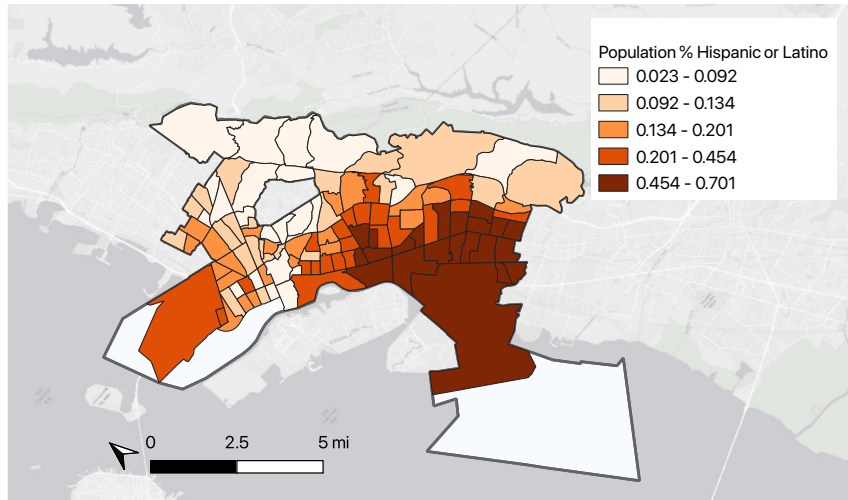 Population % Hispanic or Latino
0.023 - 0.092
0.092 - 0.134
0.134 - 0.201
0.201 - 0.454
0.454 - 0.701
0 2.5 5 mi